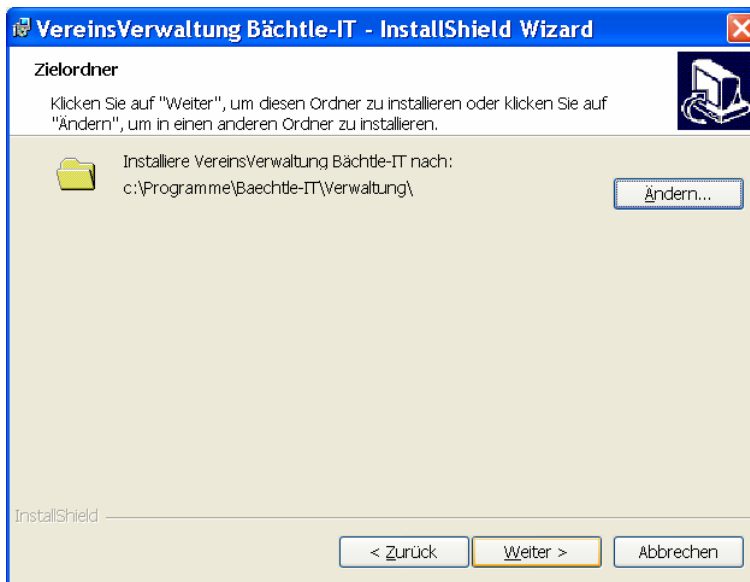 VereinsVerwaltung Bächtle-IT - InstallShield Wizard
Zielordner
Klicken Sie auf "Weiter", um diesen Ordner zu installieren oder klicken Sie auf
"Ändern", um in einen anderen Ordner zu installieren.
Installiere VereinsVerwaltung Bächtle-IT nach:
c:\Programme\Baechtle-IT\Verwaltung\
Ändern...
InstallShield
< Zurück
Weiter >
Abbrechen